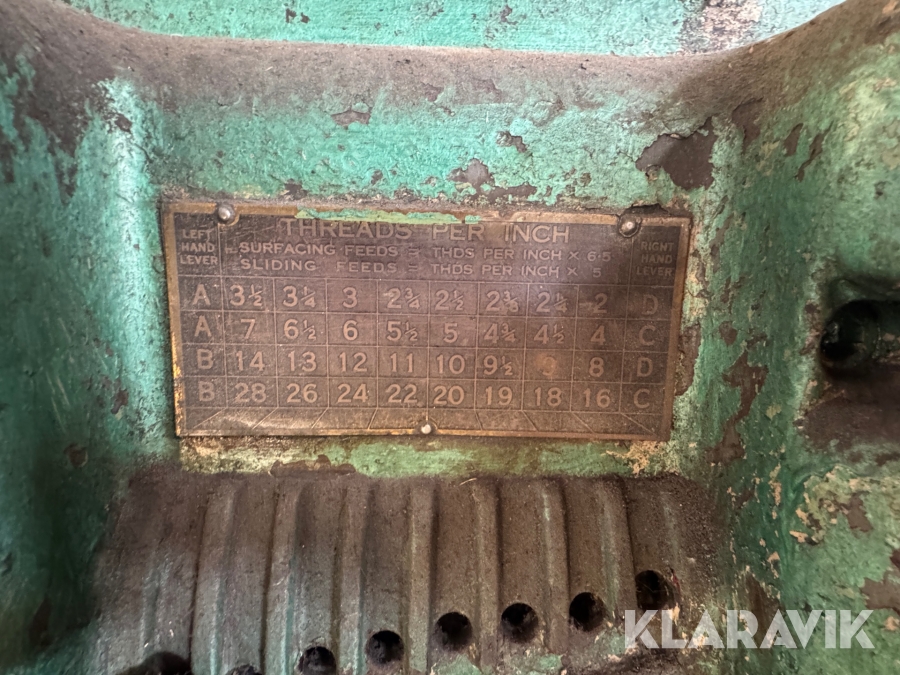 THREADS PER INCH
LEFT HAND LEVER
SURFACING FEEDS = THDS PER INCH × 6·5
SLIDING FEEDS = THDS PER INCH × 5
RIGHT HAND LEVER
A 3½ 3¼ 3 2¾ 2½ 2⅜ 2¼ 2 D
A 7 6½ 6 5½ 5 4¾ 4½ 4 C
B 14 13 12 11 10 9½ 9 8 D
B 28 26 24 22 20 19 18 16 C
KLARAVIK